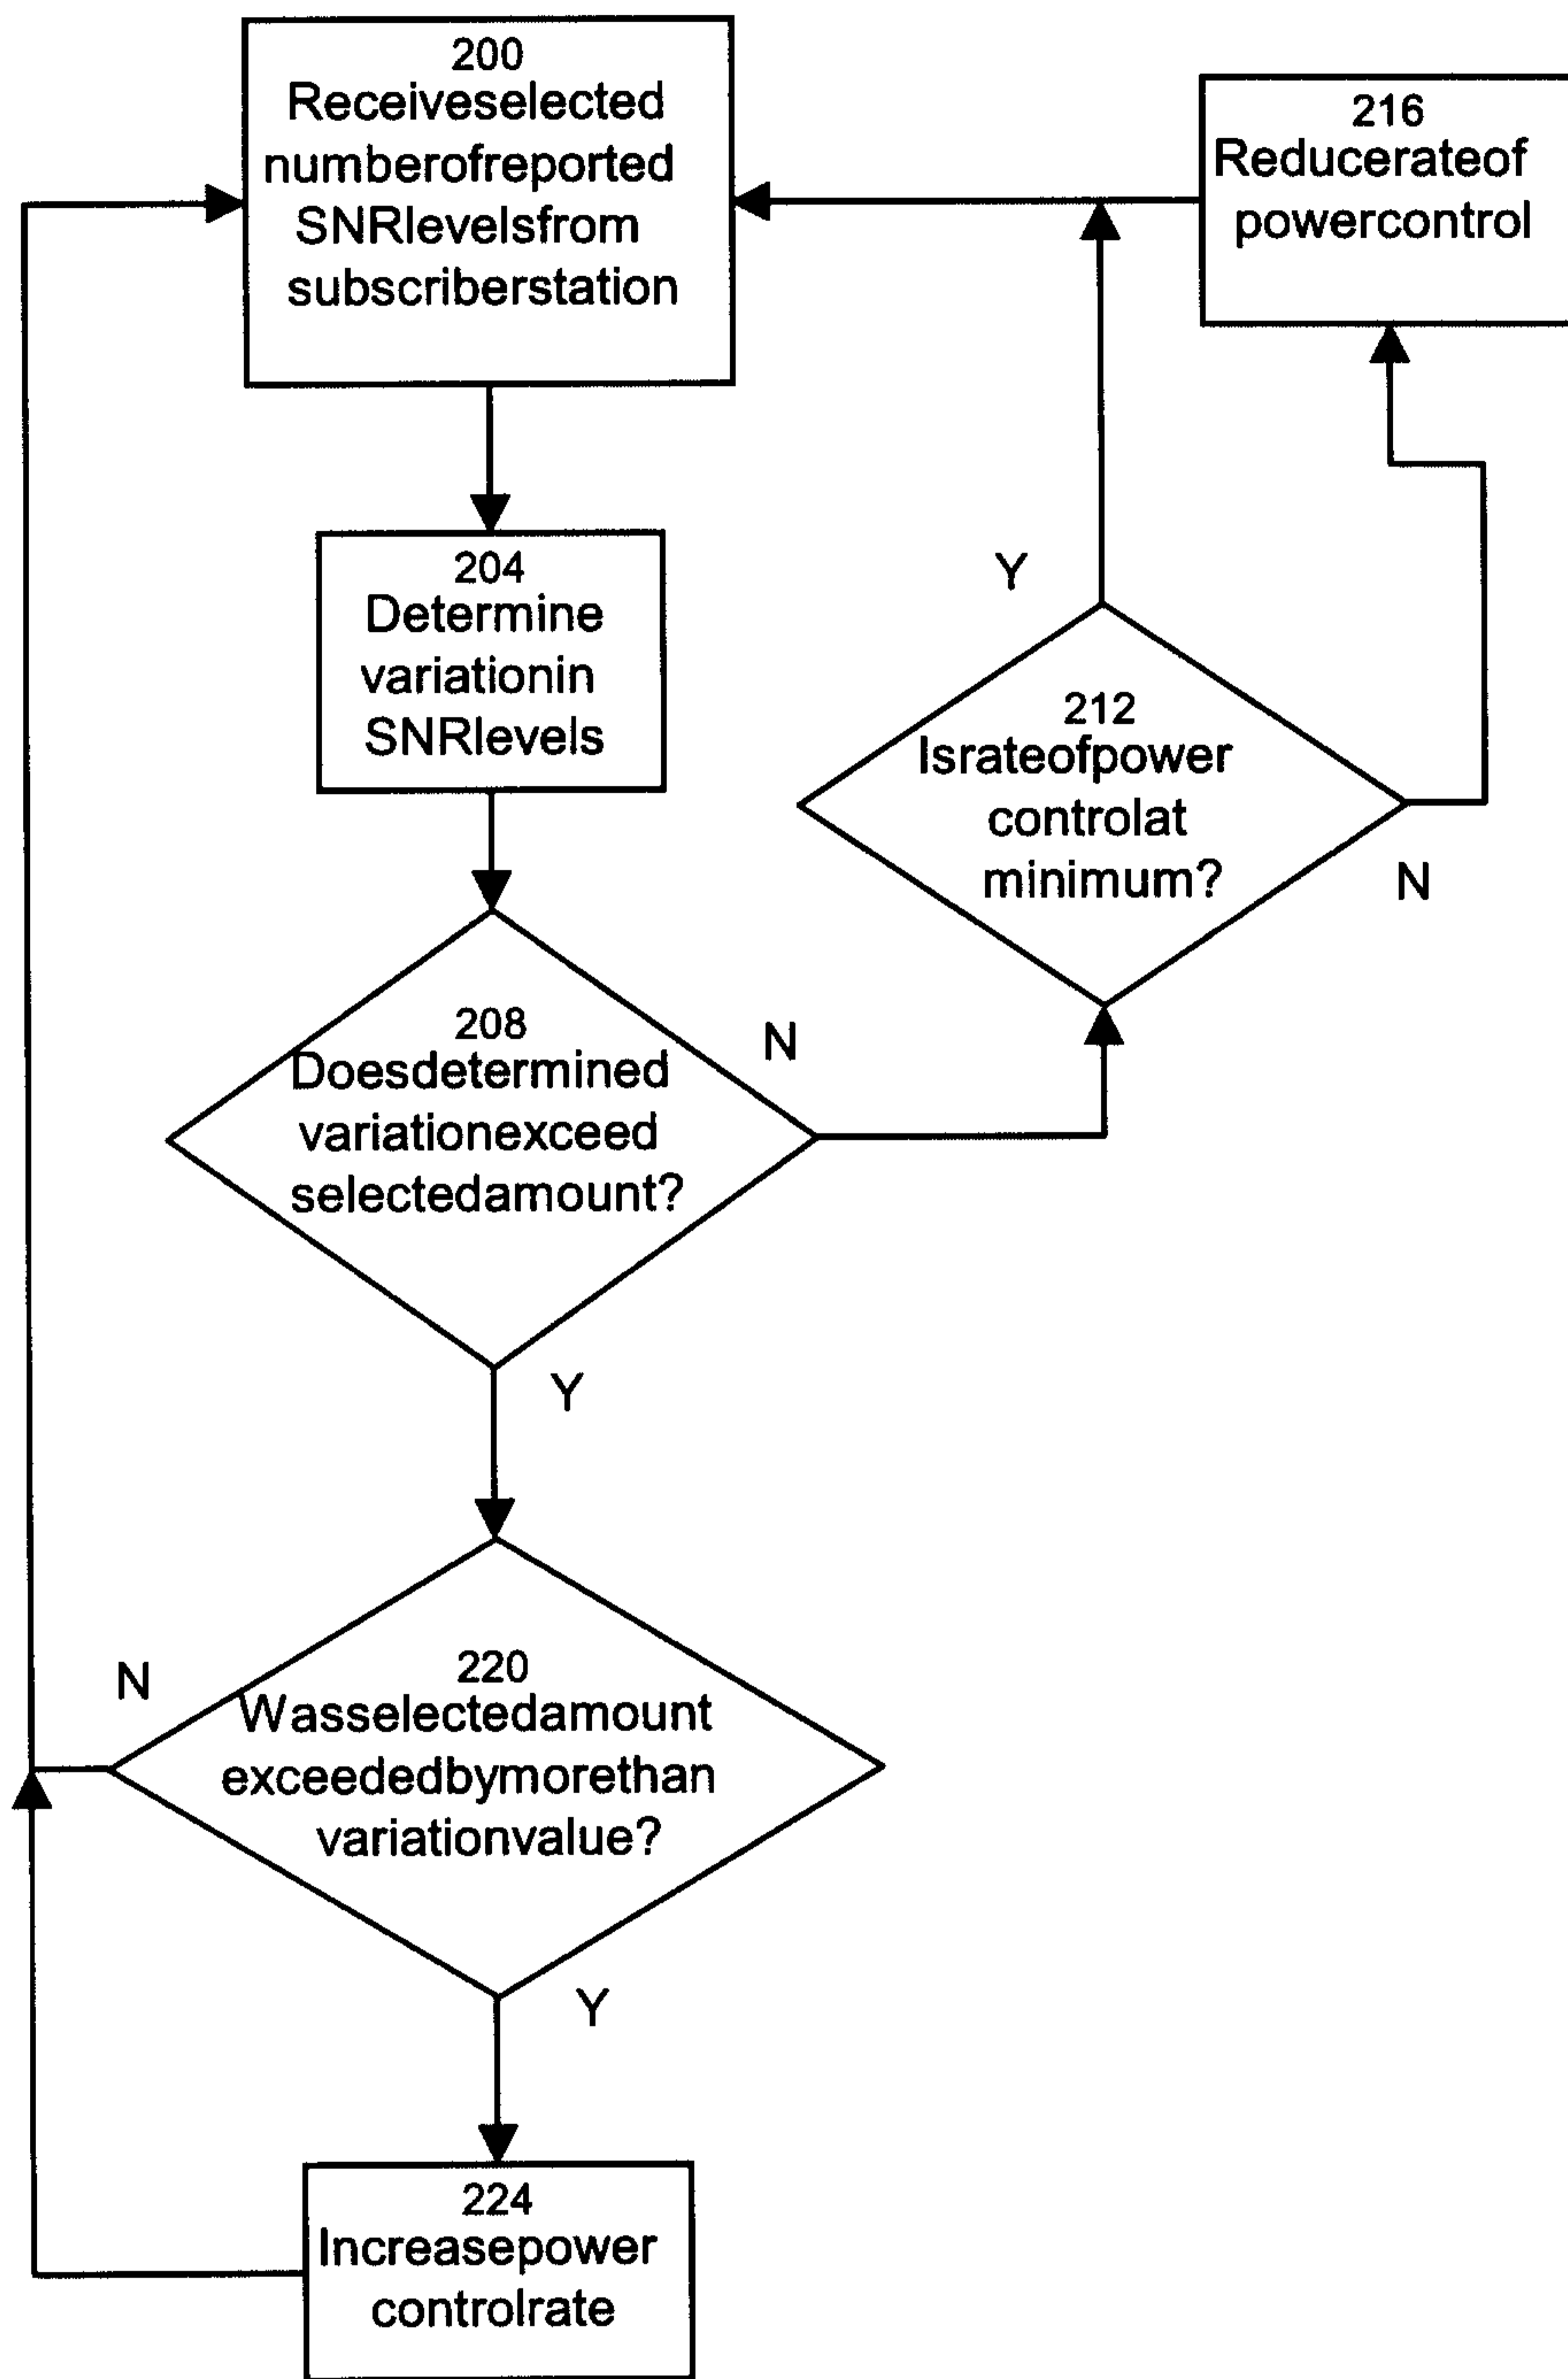 200
Receiveselected
numberofreported
SNRlevelsfrom
subscriberstation
216
Reducerateof
powercontrol
204
Determine
variationin
SNRlevels
Y
212
Israteofpower
controlat
minimum?
N
208
Doesdetermined
variationexceed
selectedamount?
N
Y
220
Wasselectedamount
exceededbymorethan
variationvalue?
N
Y
224
Increasepower
controlrate